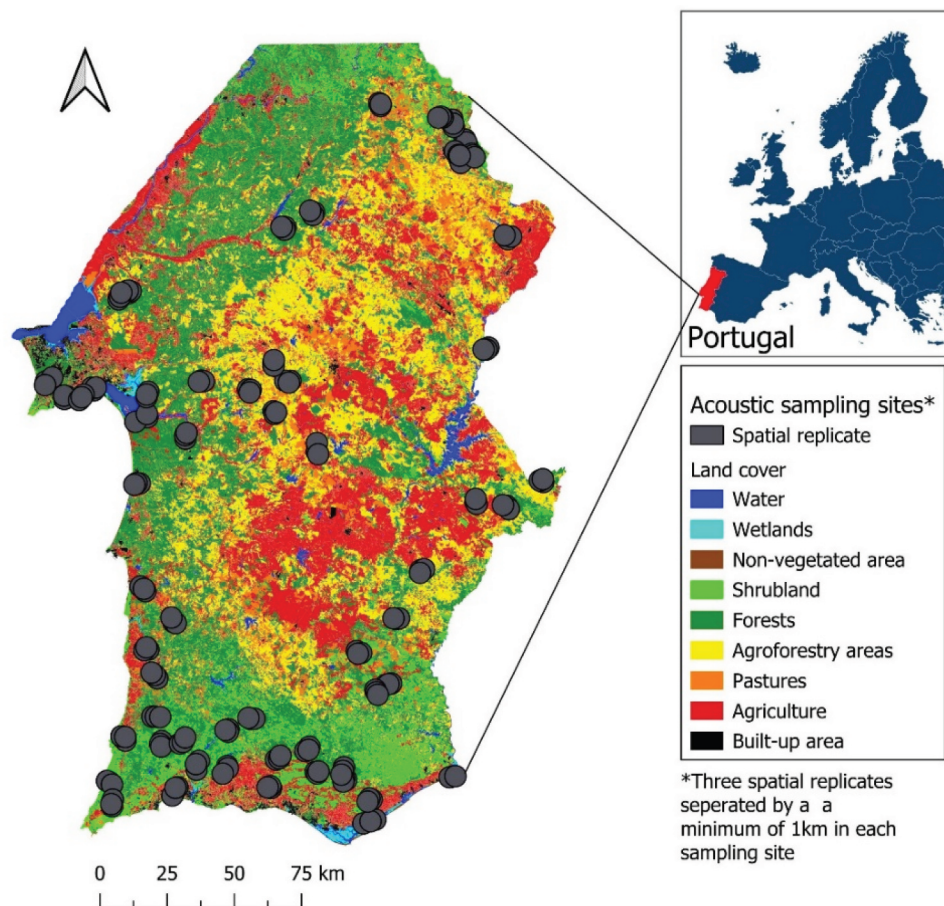 Portugal
Acoustic sampling sites*
Spatial replicate
Land cover
Water
Wetlands
Non-vegetated area
Shrubland
Forests
Agroforestry areas
Pastures
Agriculture
Built-up area
*Three spatial replicates
seperated by a a
minimum of 1km in each
sampling site
0 25 50 75 km